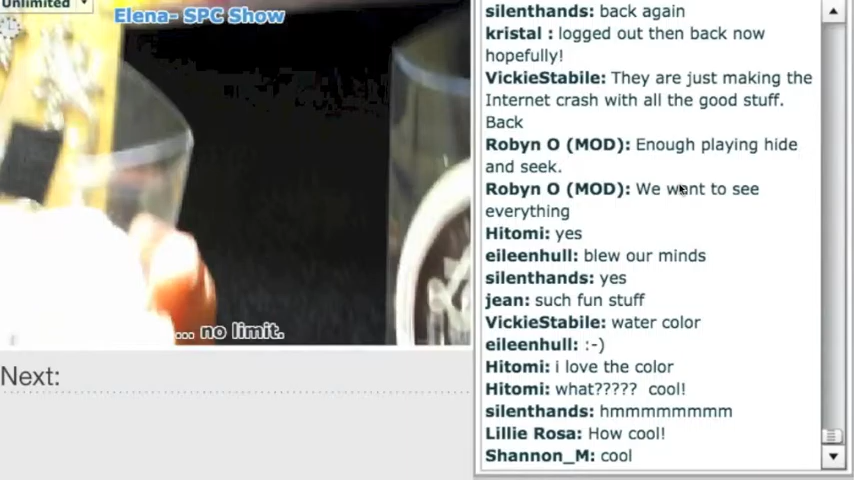 Unlimited
Elena- SPC Show
... no limit.
Next:
silenthands: back again
kristal : logged out then back now
hopefully!
VickieStabile: They are just making the
Internet crash with all the good stuff.
Back
Robyn O (MOD): Enough playing hide
and seek.
Robyn O (MOD): We want to see
everything
Hitomi: yes
eileenhull: blew our minds
silenthands: yes
jean: such fun stuff
VickieStabile: water color
eileenhull: :-)
Hitomi: i love the color
Hitomi: what????? cool!
silenthands: hmmmmmmmm
Lillie Rosa: How cool!
Shannon_M: cool